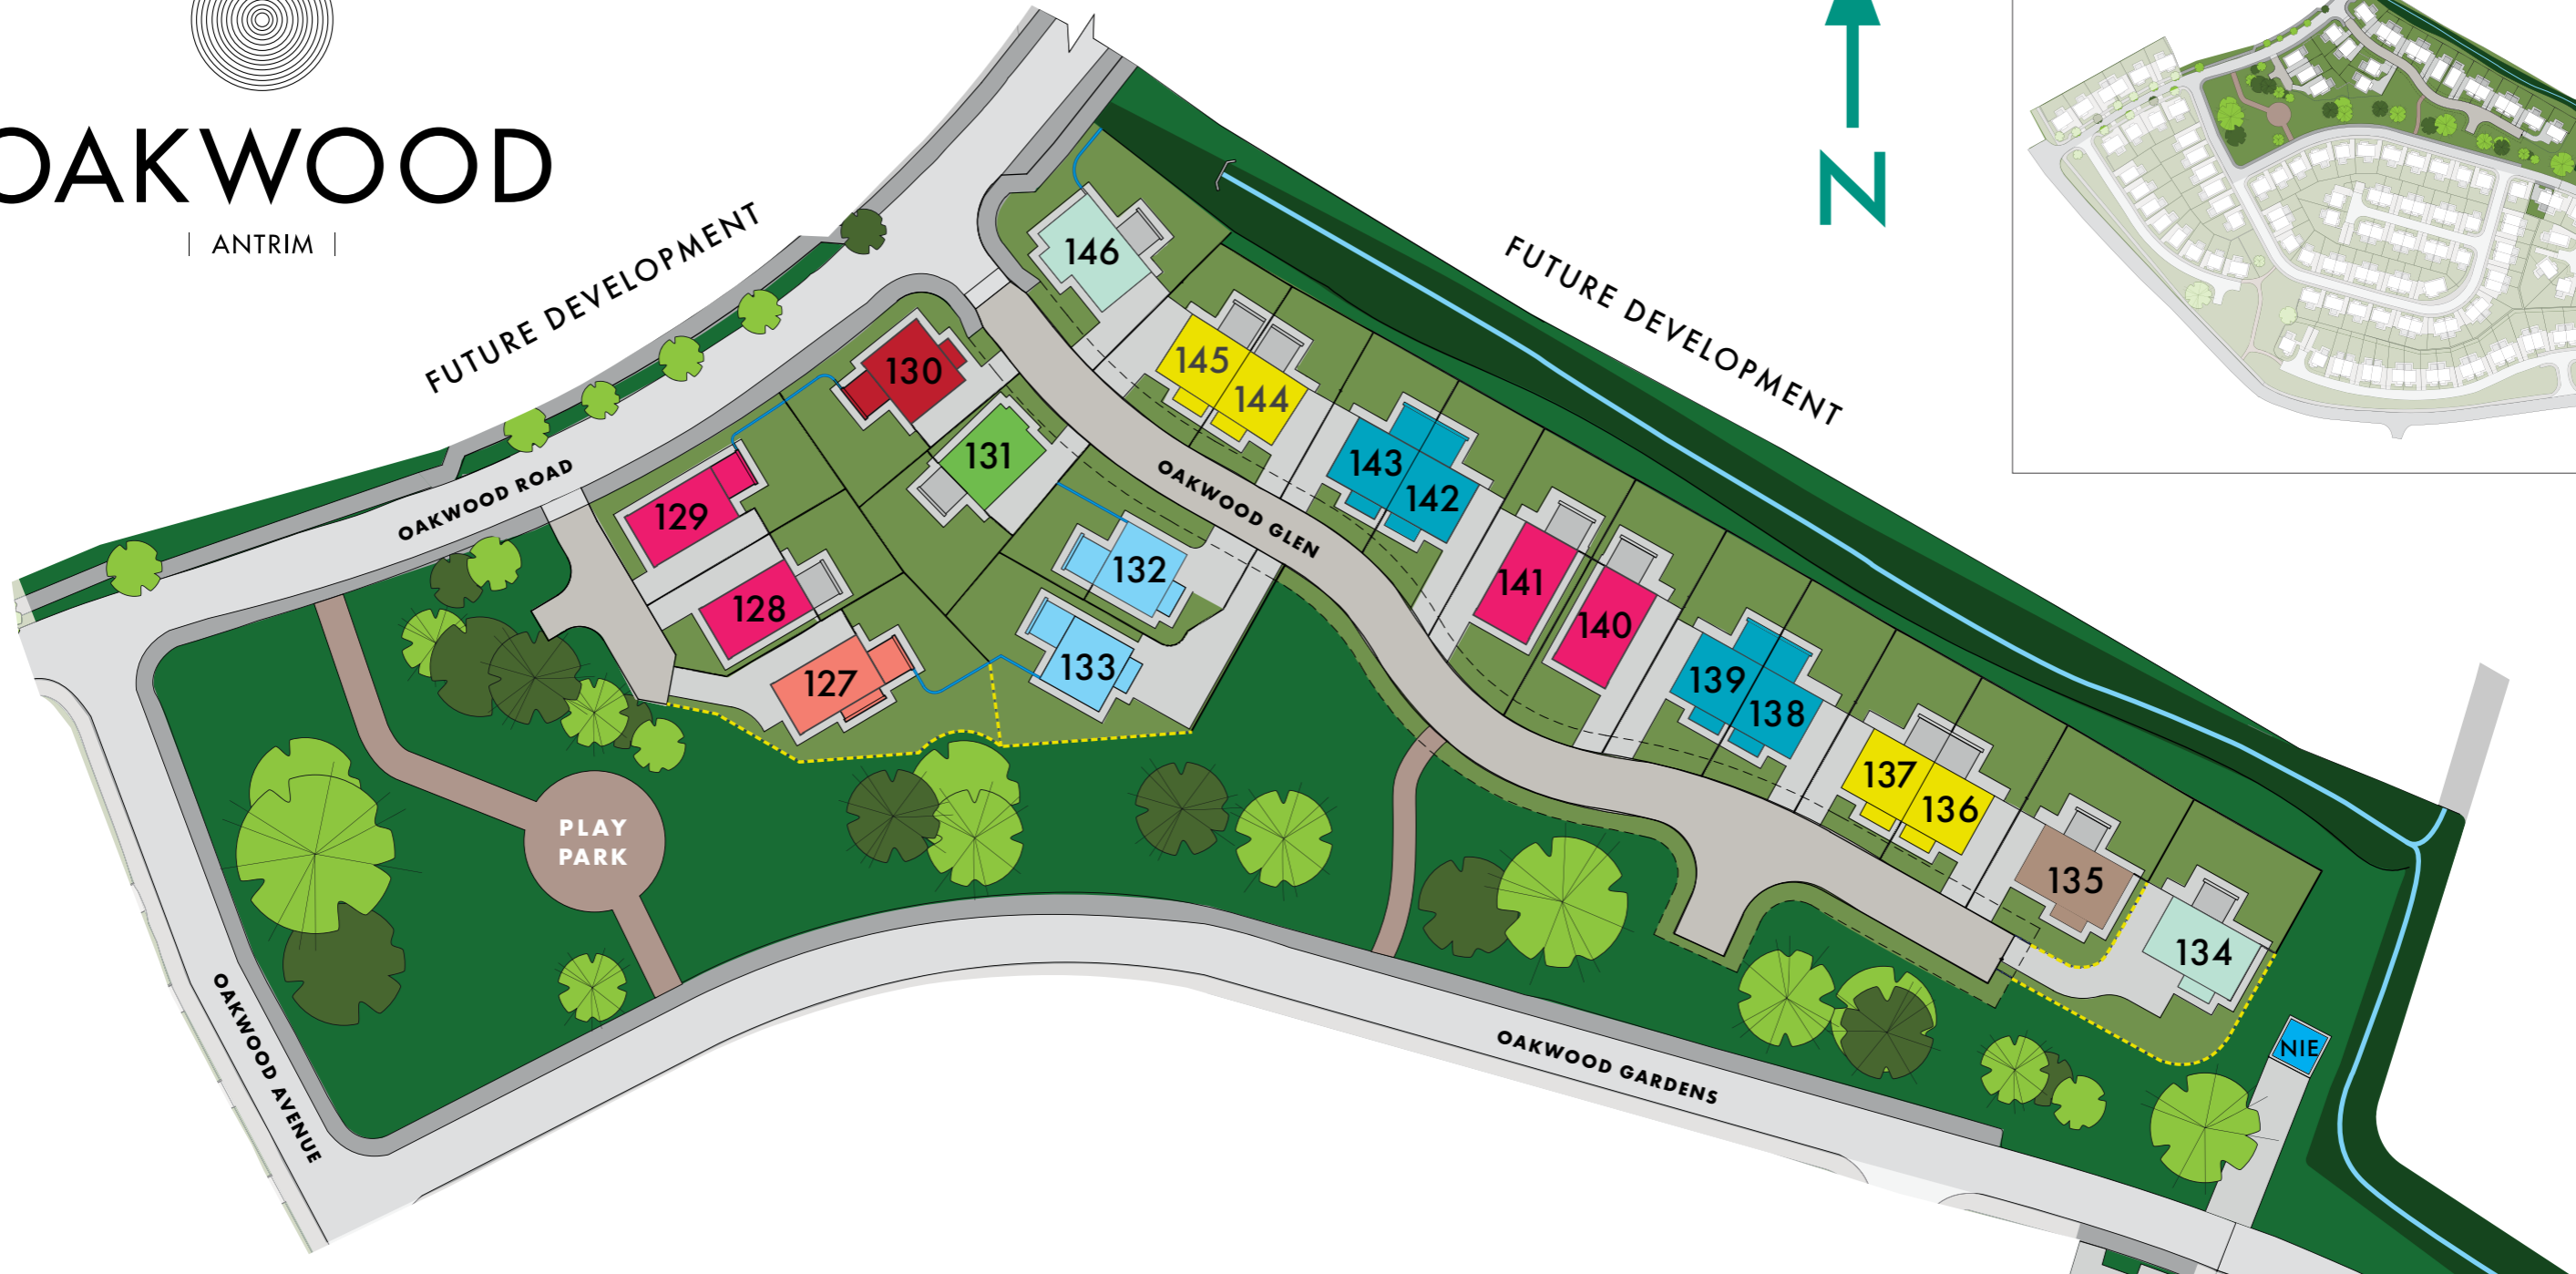 OAKWOOD
| ANTRIM |
N
FUTURE DEVELOPMENT
FUTURE DEVELOPMENT
146
145
144
130
131
143
142
OAKWOOD GLEN
OAKWOOD ROAD
129
128
127
132
133
141
140
139
138
137
136
135
134
PLAY
PARK
OAKWOOD AVENUE
OAKWOOD GARDENS
NIE